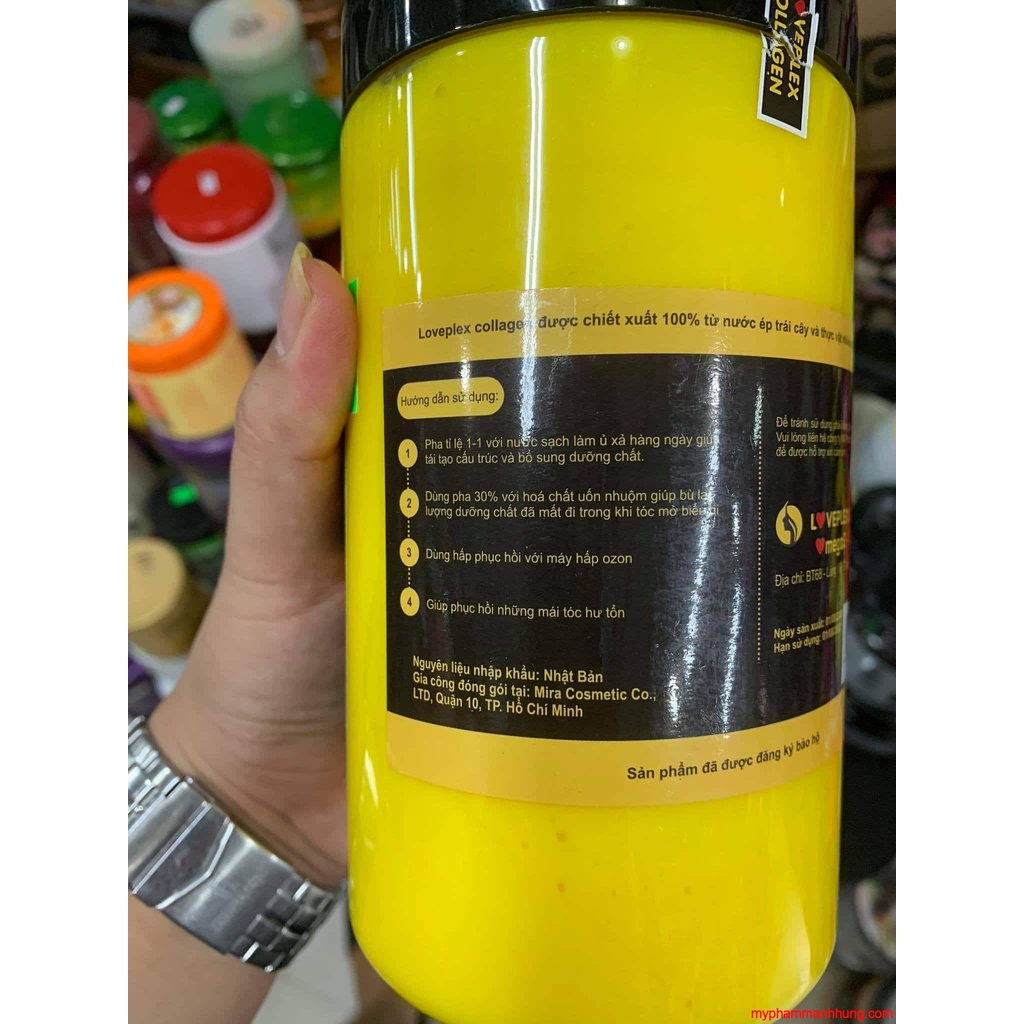 LOVEPLEX
COLLAGEN
Loveplex collagen được chiết xuất 100% từ nước ép trái cây và thực vật
Hướng dẫn sử dụng:
1 Pha tỉ lệ 1-1 với nước sạch làm ủ xả hàng ngày giúp
tái tạo cấu trúc và bổ sung dưỡng chất.
2 Dùng pha 30% với hoá chất uốn nhuộm giúp bù lại
lượng dưỡng chất đã mất đi trong khi tóc mở biểu bì
3 Dùng hấp phục hồi với máy hấp ozon
4 Giúp phục hồi những mái tóc hư tổn
Nguyên liệu nhập khẩu: Nhật Bản
Gia công đóng gói tại: Mira Cosmetic Co.,
LTD, Quận 10, TP. Hồ Chí Minh
Để tránh sử dụng
Vui lòng liên hệ
để được hỗ trợ
LOVEPLEX
Địa chỉ: BT6B - Lang
Ngày sản xuất:
Hạn sử dụng:
Sản phẩm đã được đăng ký bảo hộ
myphammanhhung.com